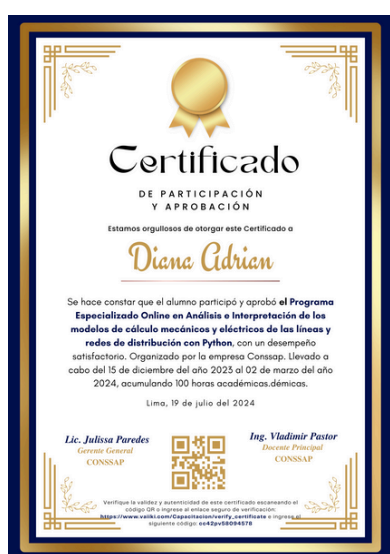 Certificado
DE PARTICIPACIÓN
Y APROBACIÓN
Estamos orgullosos de otorgar este Certificado a
Diana Adrian
Se hace constar que el alumno participó y aprobó el Programa
Especializado Online en Análisis e Interpretación de los
modelos de cálculo mecánicos y eléctricos de las líneas y
redes de distribución con Python, con un desempeño
satisfactorio. Organizado por la empresa Conssap. Llevado a
cabo del 15 de diciembre del año 2023 al 02 de marzo del año
2024, acumulando 100 horas académicas.démicas.
Lima, 19 de julio del 2024
Lic. Julissa Paredes
Gerente General
CONSSAP
Ing. Vladimir Pastor
Docente Principal
CONSSAP
Verifique la validez y autenticidad de este certificado escaneando el
código QR o ingrese al enlace seguro de verificación:
https://www.valiki.com/Capacitacion/verify_certificate e ingrese el
siguiente código: cc42pv58094578